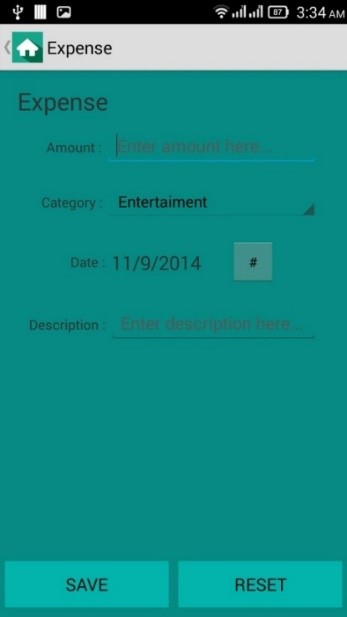 87 3:34 AM
Expense
Expense
Amount : Enter amount here...
Category : Entertaiment
Date : 11/9/2014 #
Description : Enter description here...
SAVE RESET